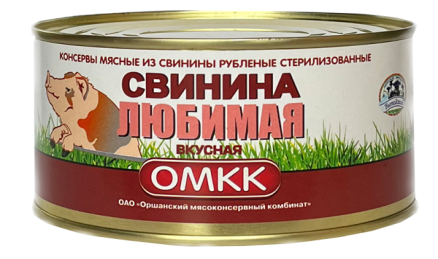 КОНСЕРВЫ МЯСНЫЕ ИЗ СВИНИНЫ РУБЛЕНЫЕ СТЕРИЛИЗОВАННЫЕ
СВИНИНА
ЛЮБИМАЯ
ВКУСНАЯ
ОМКК
ОАО «Оршанский мясоконсервный комбинат»